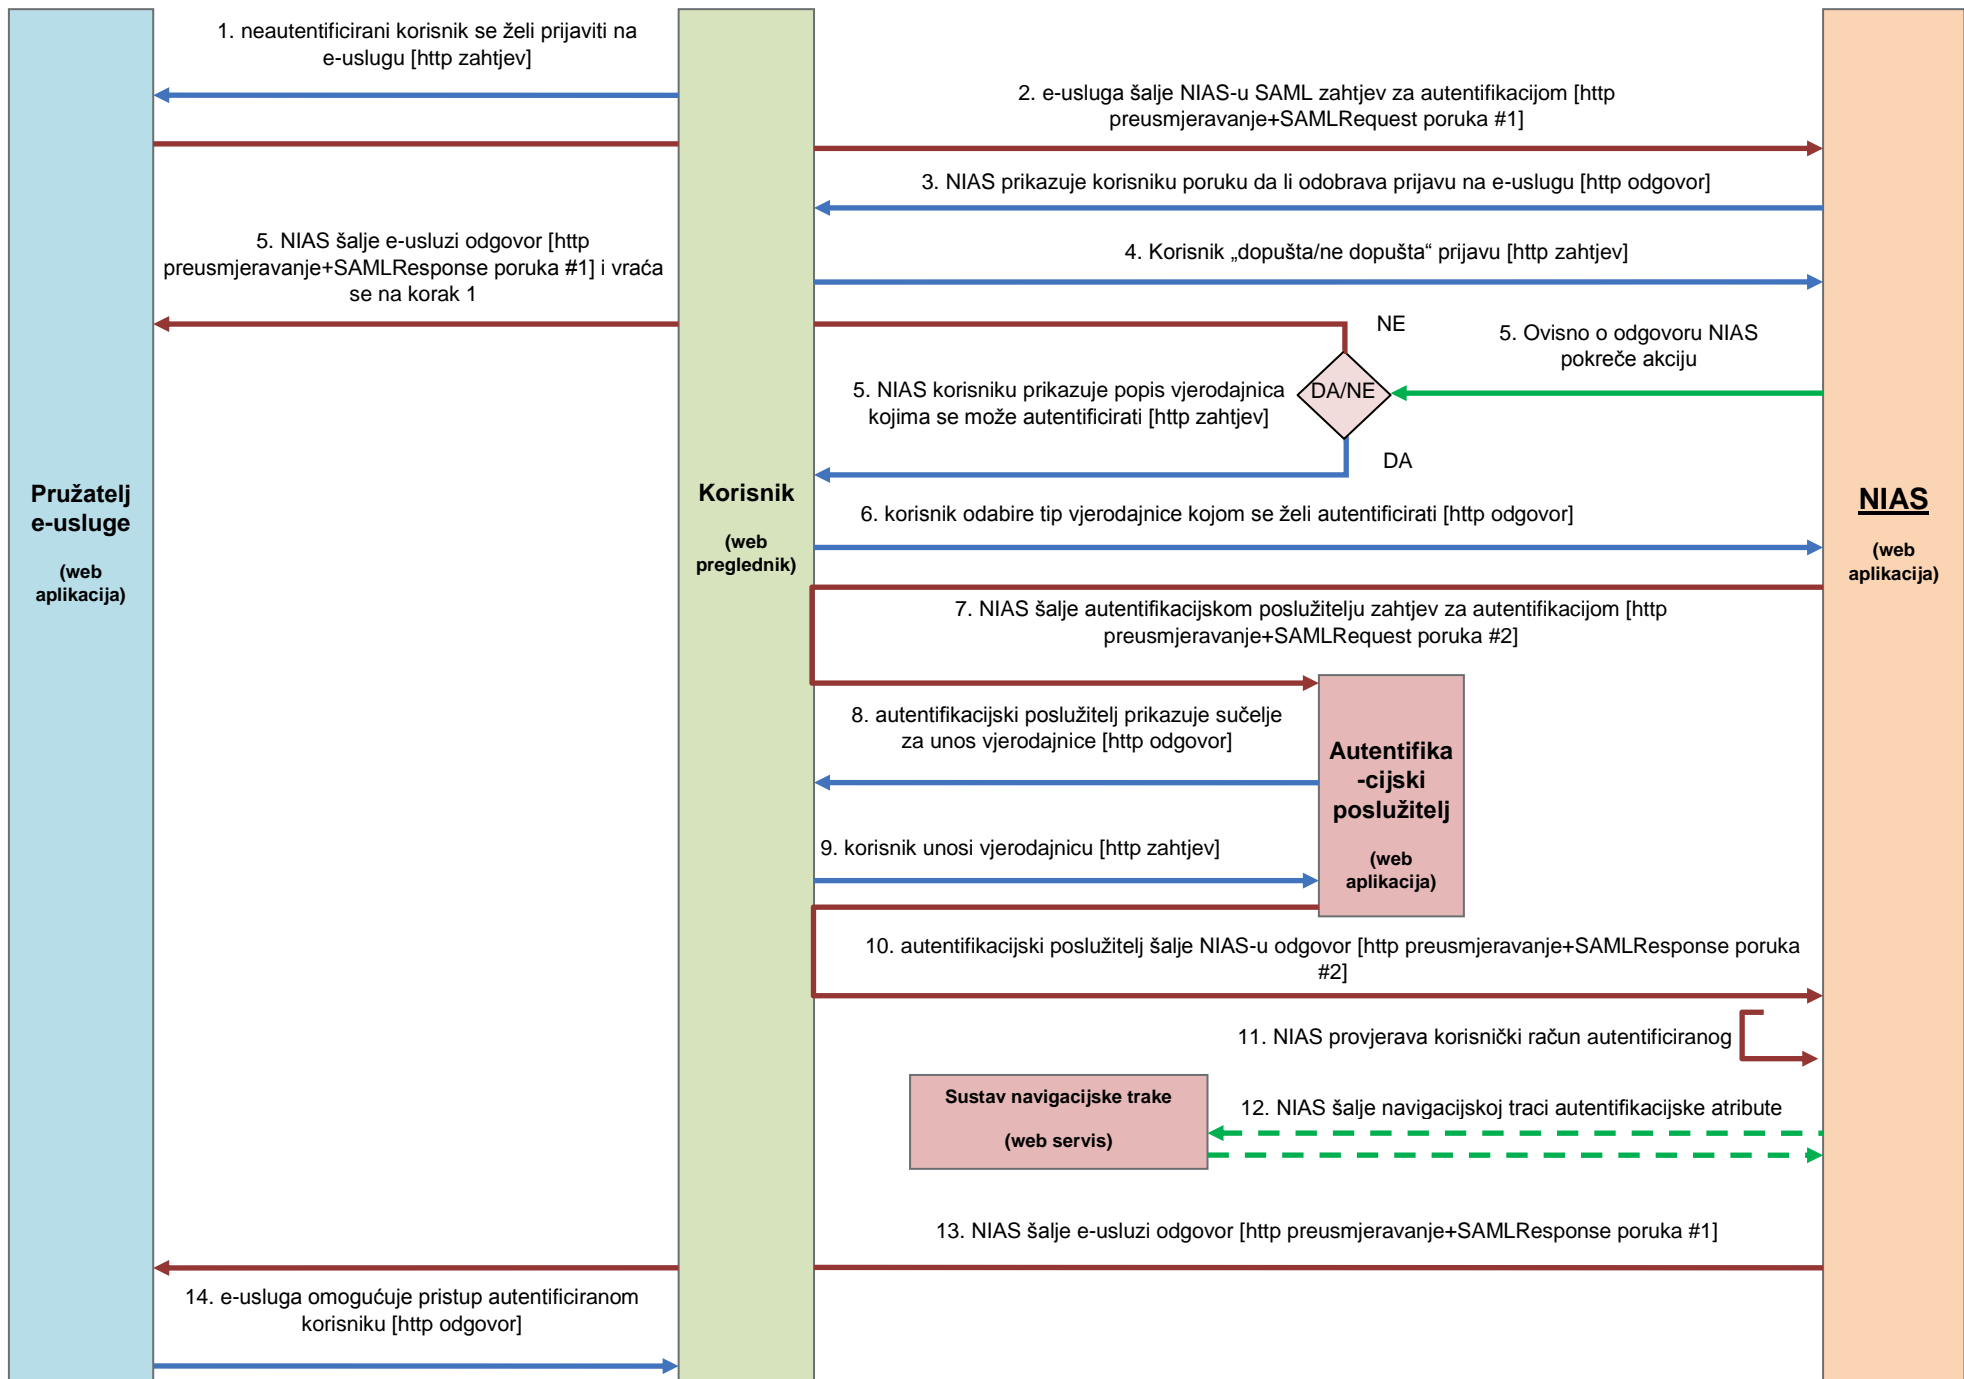 1. neautentificirani korisnik se želi prijaviti na
e-uslugu [http zahtjev]
2. e-usluga šalje NIAS-u SAML zahtjev za autentifikacijom [http
preusmjeravanje+SAMLRequest poruka #1]
3. NIAS prikazuje korisniku poruku da li odobrava prijavu na e-uslugu [http odgovor]
5. NIAS šalje e-usluzi odgovor [http
preusmjeravanje+SAMLResponse poruka #1] i vraća
se na korak 1
4. Korisnik „dopušta/ne dopušta“ prijavu [http zahtjev]
NE
5. Ovisno o odgovoru NIAS
pokreče akciju
DA/NE
5. NIAS korisniku prikazuje popis vjerodajnica
kojima se može autentificirati [http zahtjev]
DA
Pružatelj
e-usluge
(web
aplikacija)
Korisnik
(web
preglednik)
NIAS
(web
aplikacija)
6. korisnik odabire tip vjerodajnice kojom se želi autentificirati [http odgovor]
7. NIAS šalje autentifikacijskom poslužitelju zahtjev za autentifikacijom [http
preusmjeravanje+SAMLRequest poruka #2]
8. autentifikacijski poslužitelj prikazuje sučelje
za unos vjerodajnice [http odgovor]
Autentifika
-cijski
poslužitelj
(web
aplikacija)
9. korisnik unosi vjerodajnicu [http zahtjev]
10. autentifikacijski poslužitelj šalje NIAS-u odgovor [http preusmjeravanje+SAMLResponse poruka
#2]
11. NIAS provjerava korisnički račun autentificiranog
Sustav navigacijske trake
(web servis)
12. NIAS šalje navigacijskoj traci autentifikacijske atribute
13. NIAS šalje e-usluzi odgovor [http preusmjeravanje+SAMLResponse poruka #1]
14. e-usluga omogućuje pristup autentificiranom
korisniku [http odgovor]